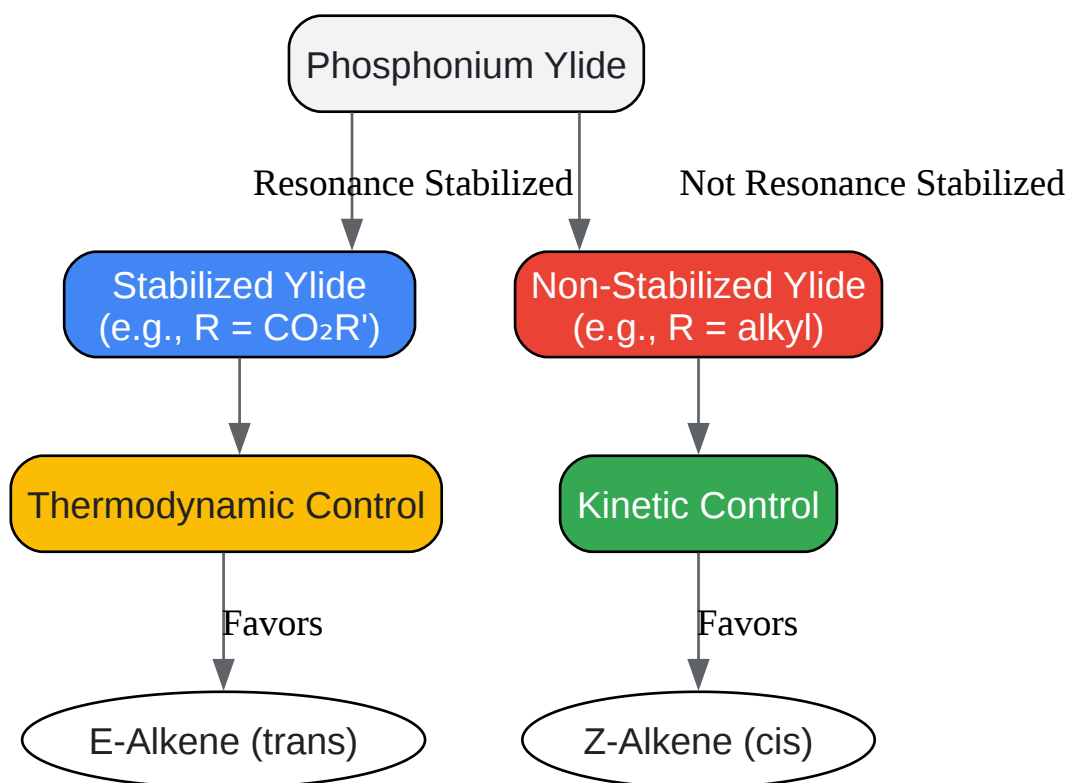 Phosphonium Ylide
Resonance Stabilized
Not Resonance Stabilized
Stabilized Ylide
(e.g., R = CO₂R')
Non-Stabilized Ylide
(e.g., R = alkyl)
Thermodynamic Control
Kinetic Control
Favors
Favors
E-Alkene (trans)
Z-Alkene (cis)